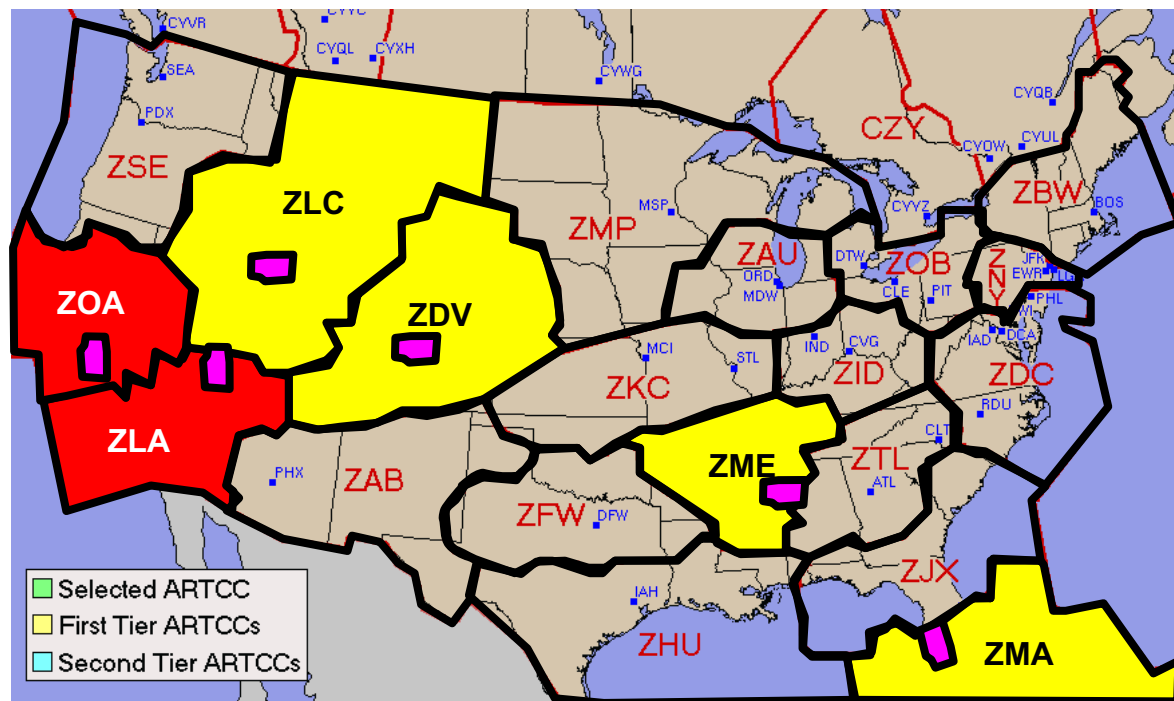 CYVR
CYYC
CYQL
CYXH
CYWG
SEA
PDX
ZSE
CZY
CYQB
CYUL
CYOW
ZBW
BOS
ZLC
MSP
ZMP
CYYZ
ZAU
ORD
MDW
DTW
ZOB
CLE
PIT
Z
N
Y
JFK
EWR
PHL
ZOA
ZDV
IAD
DCA
MCI
STL
IND
CVG
ZKC
ZID
ZDC
RDU
ZLA
PHX
ZAB
ZME
CLT
ZTL
ATL
ZFW
DFW
ZJX
IAH
ZHU
ZMA
Selected ARTCC
First Tier ARTCCs
Second Tier ARTCCs